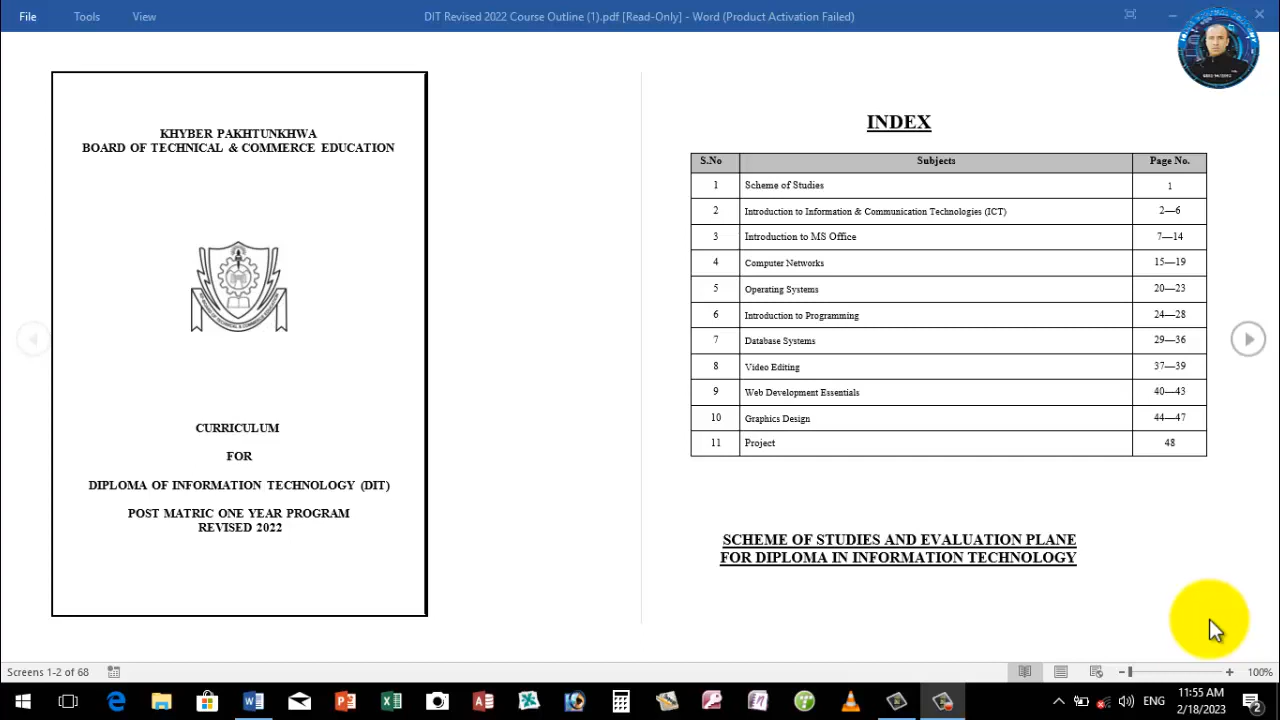 File Tools View DIT Revised 2022 Course Outline (1).pdf [Read-Only] - Word (Product Activation Failed)
KHYBER PAKHTUNKHWA
BOARD OF TECHNICAL & COMMERCE EDUCATION
CURRICULUM
FOR
DIPLOMA OF INFORMATION TECHNOLOGY (DIT)
POST MATRIC ONE YEAR PROGRAM
REVISED 2022
INDEX
S.No Subjects Page No.
1 Scheme of Studies 1
2 Introduction to Information & Communication Technologies (ICT) 2—6
3 Introduction to MS Office 7—14
4 Computer Networks 15—19
5 Operating Systems 20—23
6 Introduction to Programming 24—28
7 Database Systems 29—36
8 Video Editing 37—39
9 Web Development Essentials 40—43
10 Graphics Design 44—47
11 Project 48
SCHEME OF STUDIES AND EVALUATION PLANE
FOR DIPLOMA IN INFORMATION TECHNOLOGY
Screens 1-2 of 68 100%
ENG 11:55 AM
2/18/2023 2